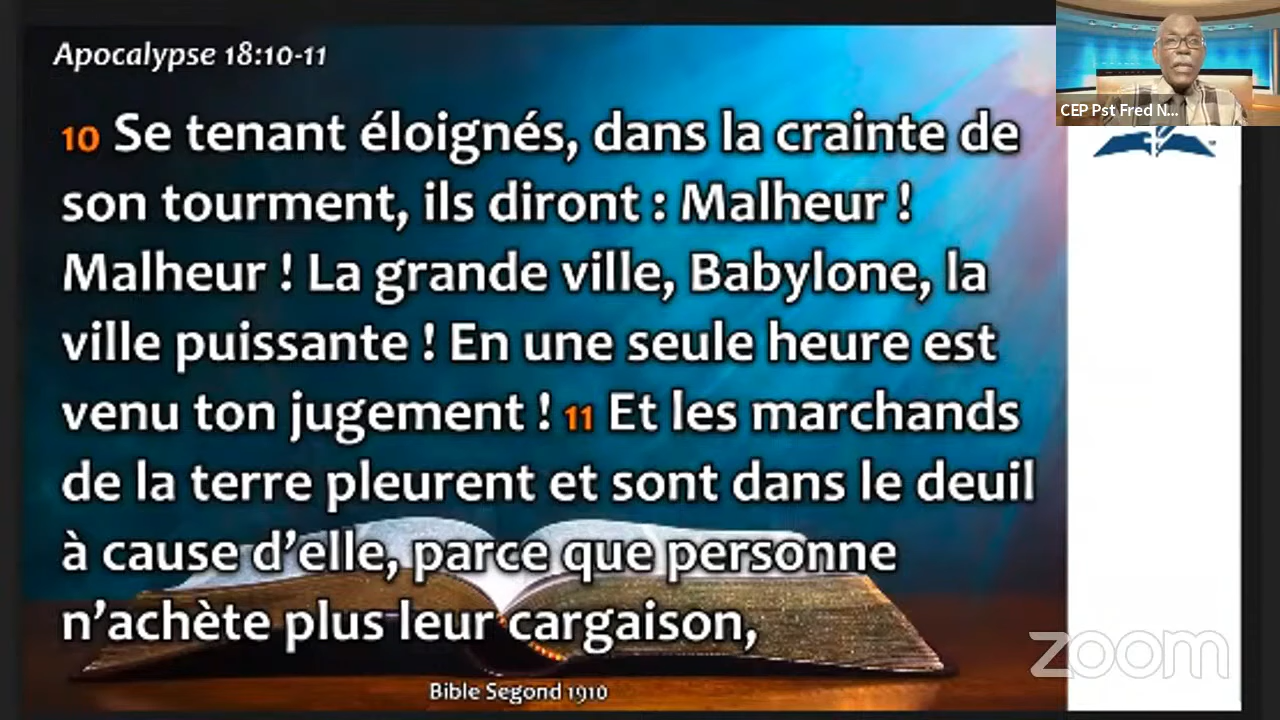 Apocalypse 18:10-11
10 Se tenant éloignés, dans la crainte de
son tourment, ils diront : Malheur !
Malheur ! La grande ville, Babylone, la
ville puissante ! En une seule heure est
venu ton jugement ! 11 Et les marchands
de la terre pleurent et sont dans le deuil
à cause d’elle, parce que personne
n’achète plus leur cargaison,
Bible Segond 1910
CEP Pst Fred N...
zoom